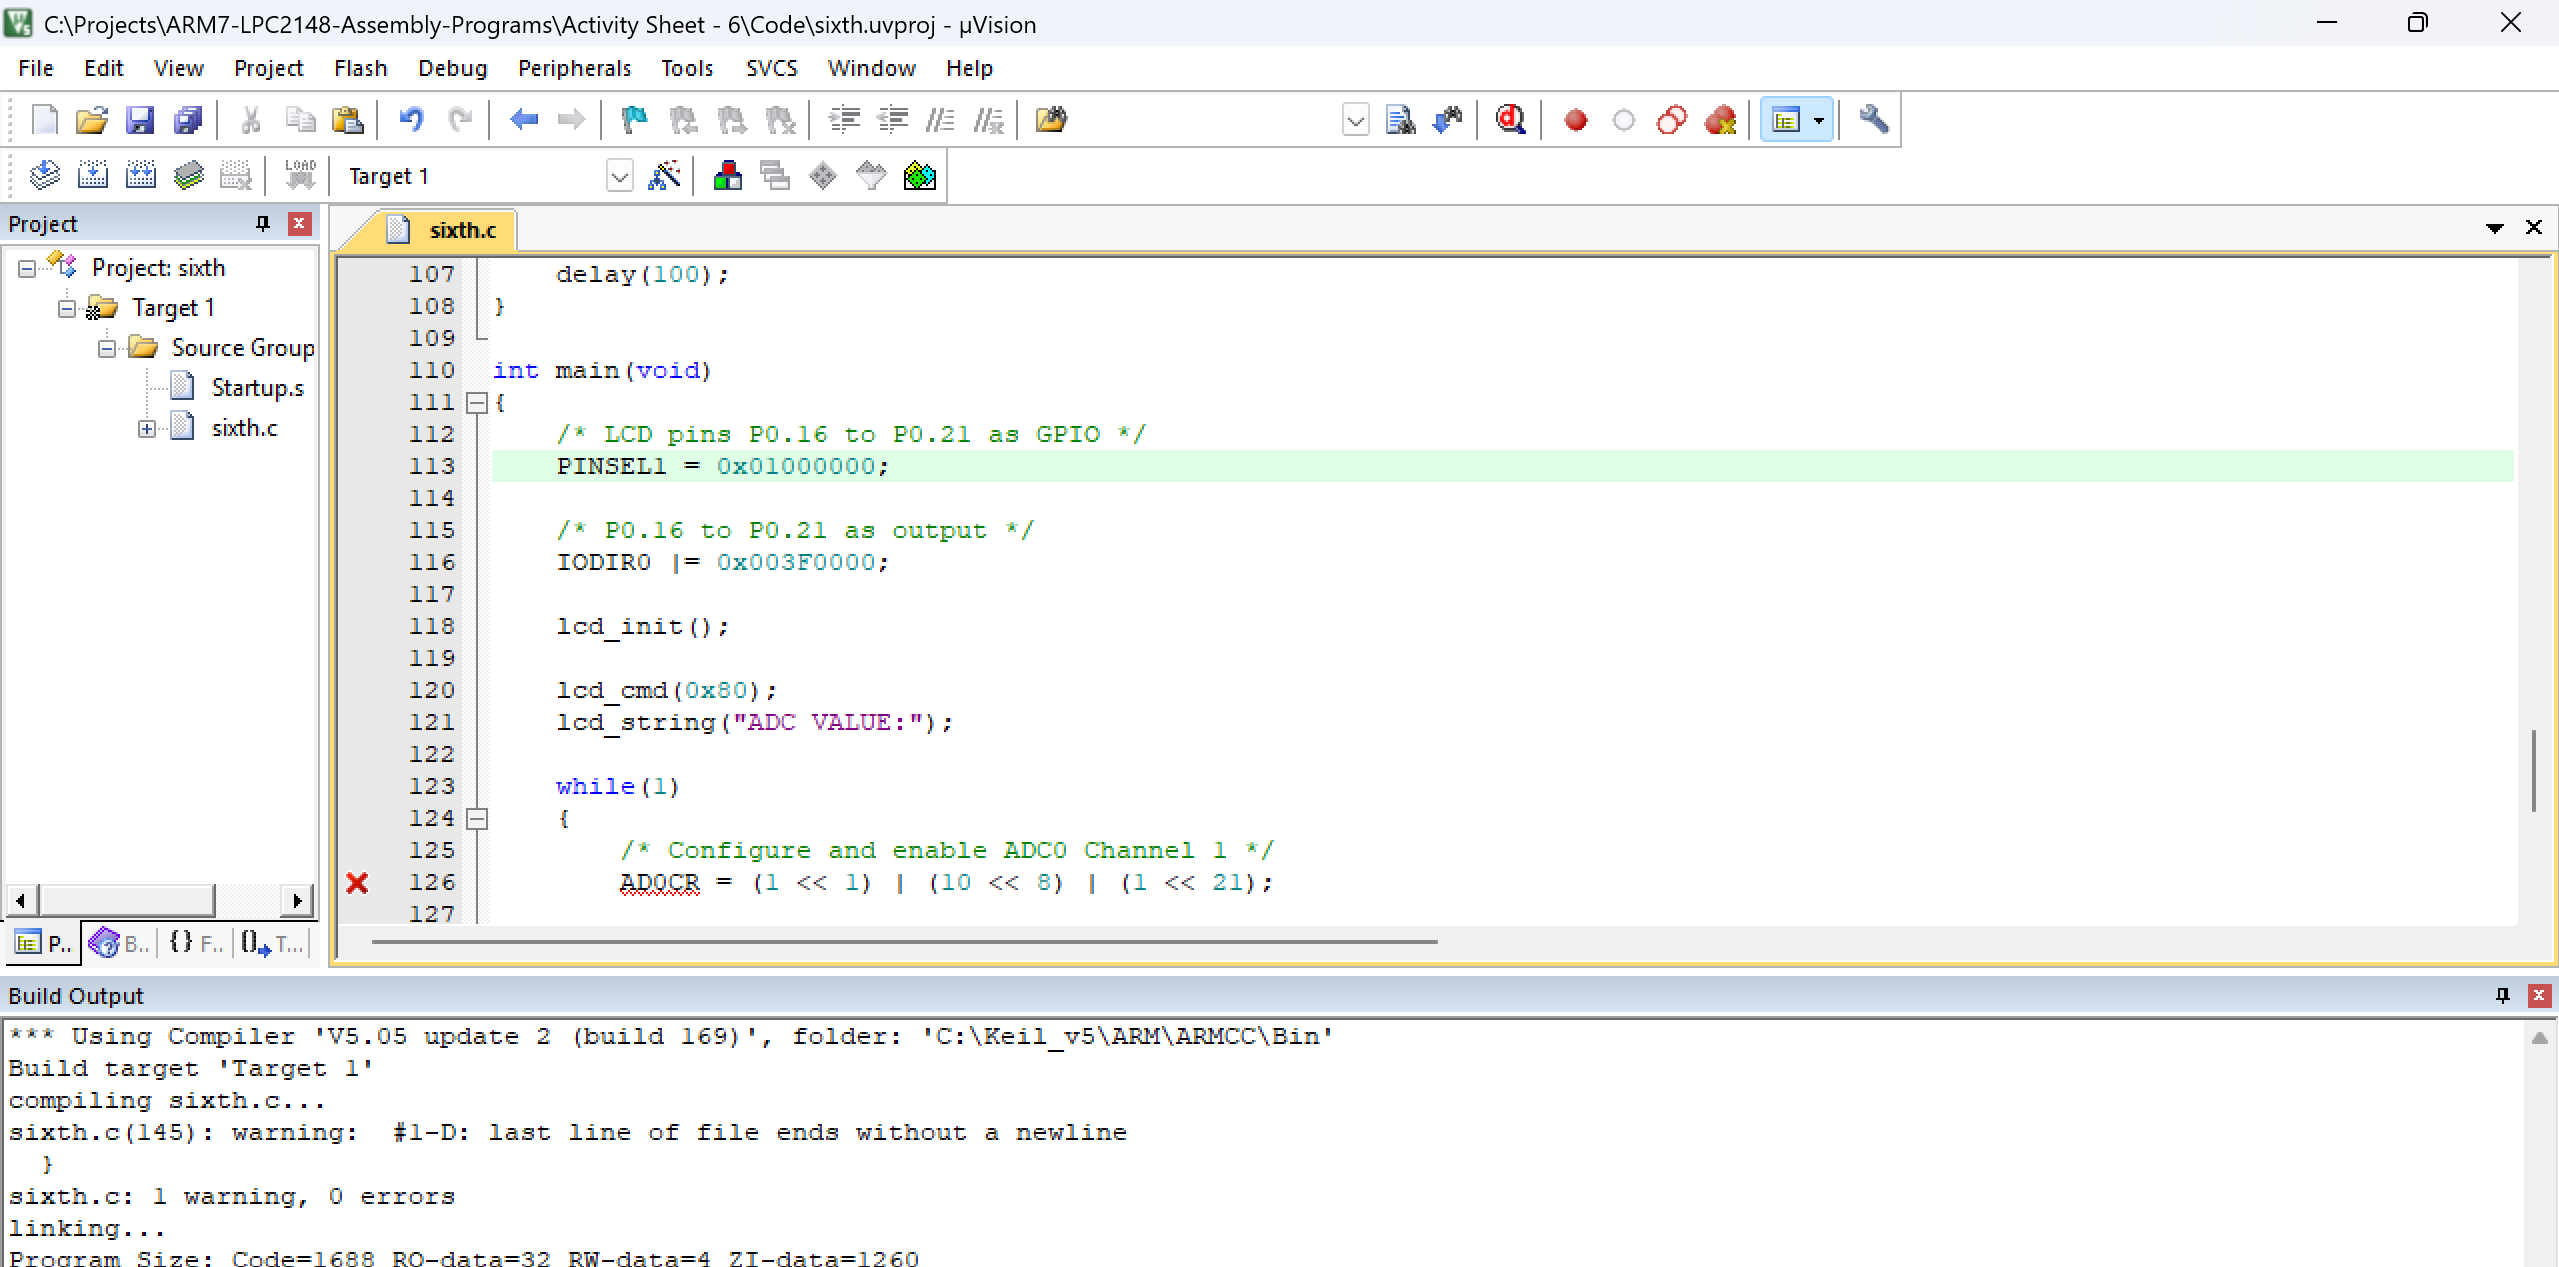 C:\Projects\ARM7-LPC2148-Assembly-Programs\Activity Sheet - 6\Code\sixth.uvproj - µVision
File Edit View Project Flash Debug Peripherals Tools SVCS Window Help
LOAD
Target 1
Project
Project: sixth
Target 1
Source Group
Startup.s
sixth.c
P.. B.. {} F.. T...
sixth.c
107 delay(100);
108 }
109
110 int main(void)
111 {
112 /* LCD pins P0.16 to P0.21 as GPIO */
113 PINSEL1 = 0x01000000;
114
115 /* P0.16 to P0.21 as output */
116 IODIR0 |= 0x003F0000;
117
118 lcd_init();
119
120 lcd_cmd(0x80);
121 lcd_string("ADC VALUE:");
122
123 while(1)
124 {
125 /* Configure and enable ADC0 Channel 1 */
126 AD0CR = (1 << 1) | (10 << 8) | (1 << 21);
127
Build Output
*** Using Compiler 'V5.05 update 2 (build 169)', folder: 'C:\Keil_v5\ARM\ARMCC\Bin'
Build target 'Target 1'
compiling sixth.c...
sixth.c(145): warning:  #1-D: last line of file ends without a newline
}
sixth.c: 1 warning, 0 errors
linking...
Program Size: Code=1688 RO-data=32 RW-data=4 ZI-data=1260